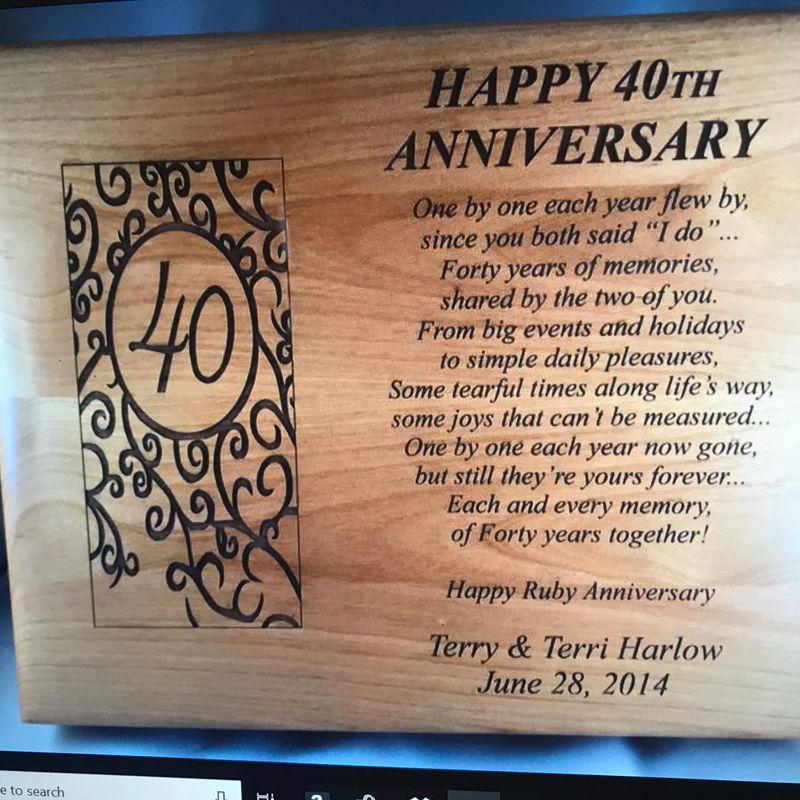 HAPPY 40TH
ANNIVERSARY
40
One by one each year flew by,
since you both said “I do”...
Forty years of memories,
shared by the two of you.
From big events and holidays
to simple daily pleasures,
Some tearful times along life’s way,
some joys that can’t be measured...
One by one each year now gone,
but still they’re yours forever...
Each and every memory,
of Forty years together!
Happy Ruby Anniversary
Terry & Terri Harlow
June 28, 2014
e to search